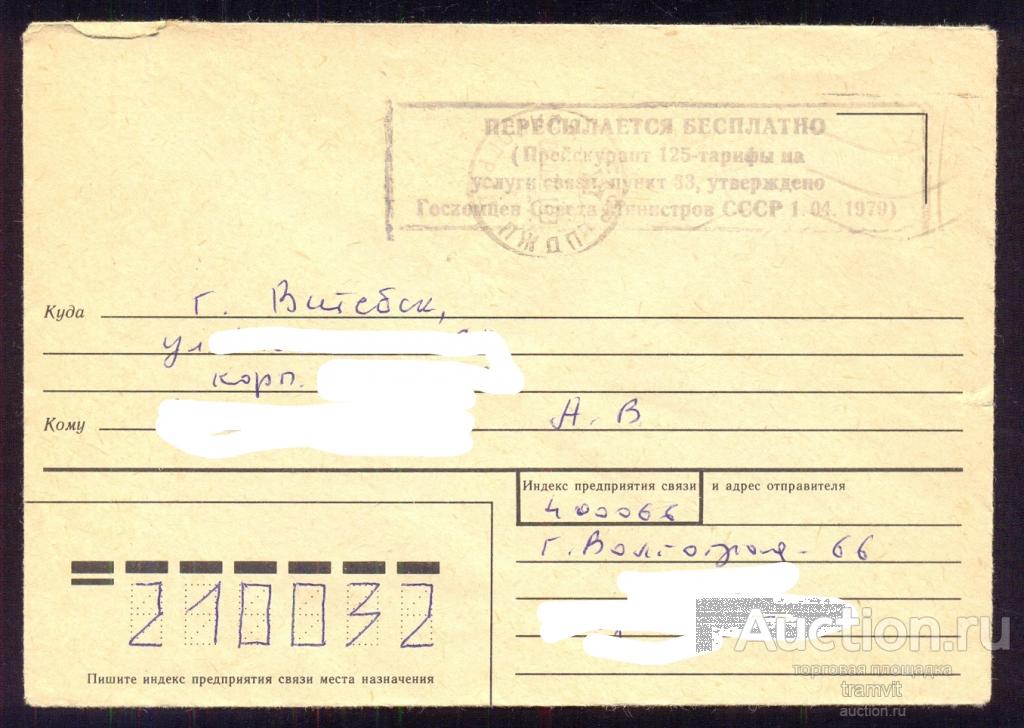 ПЕРЕСЫЛАЕТСЯ БЕСПЛАТНО
(Прейскурант 125-тарифы на
услуги связи, пункт 33, утверждено
Госкомцен Совета Министров СССР 1.04. 1979)
Куда г. Витебск,
ул
корп.
Кому А. В
Индекс предприятия связи и адрес отправителя
400066
г. Волгоград - 66
210032
Пишите индекс предприятия связи места назначения
Auction.ru
торговая площадка
tramvit
auction.ru